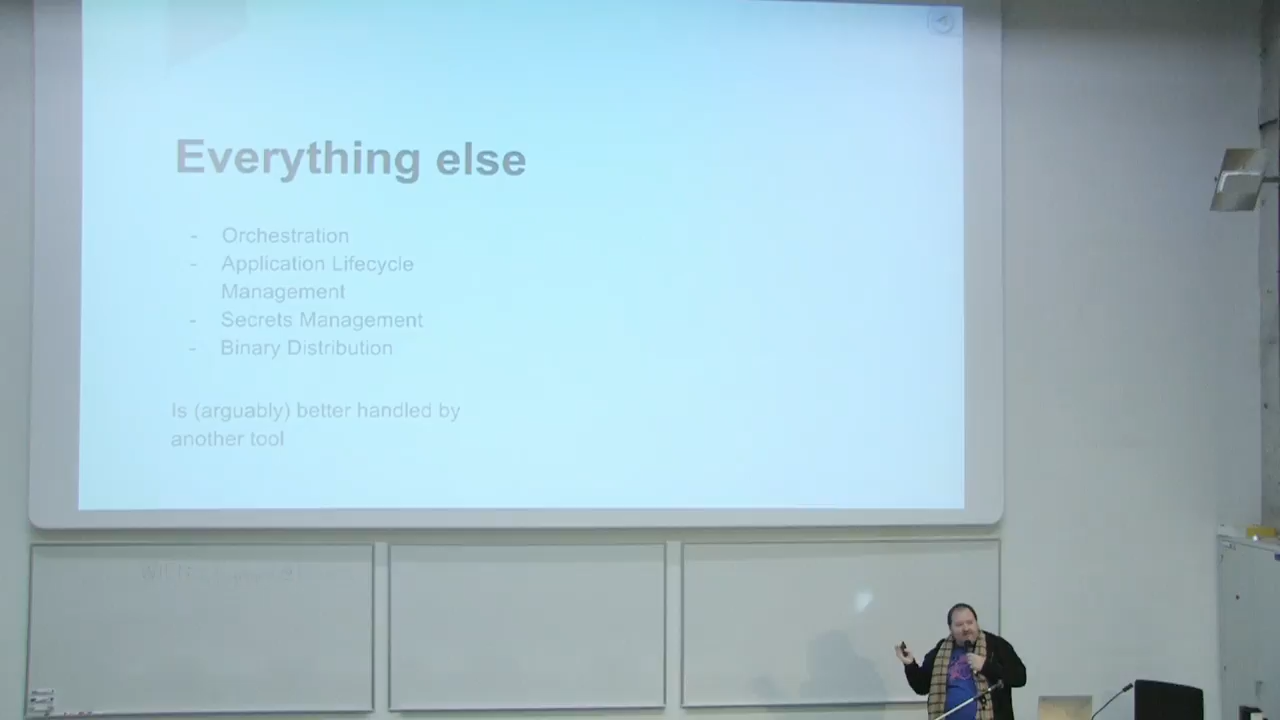 Everything else
- Orchestration
- Application Lifecycle
Management
- Secrets Management
- Binary Distribution
Is (arguably) better handled by
another tool